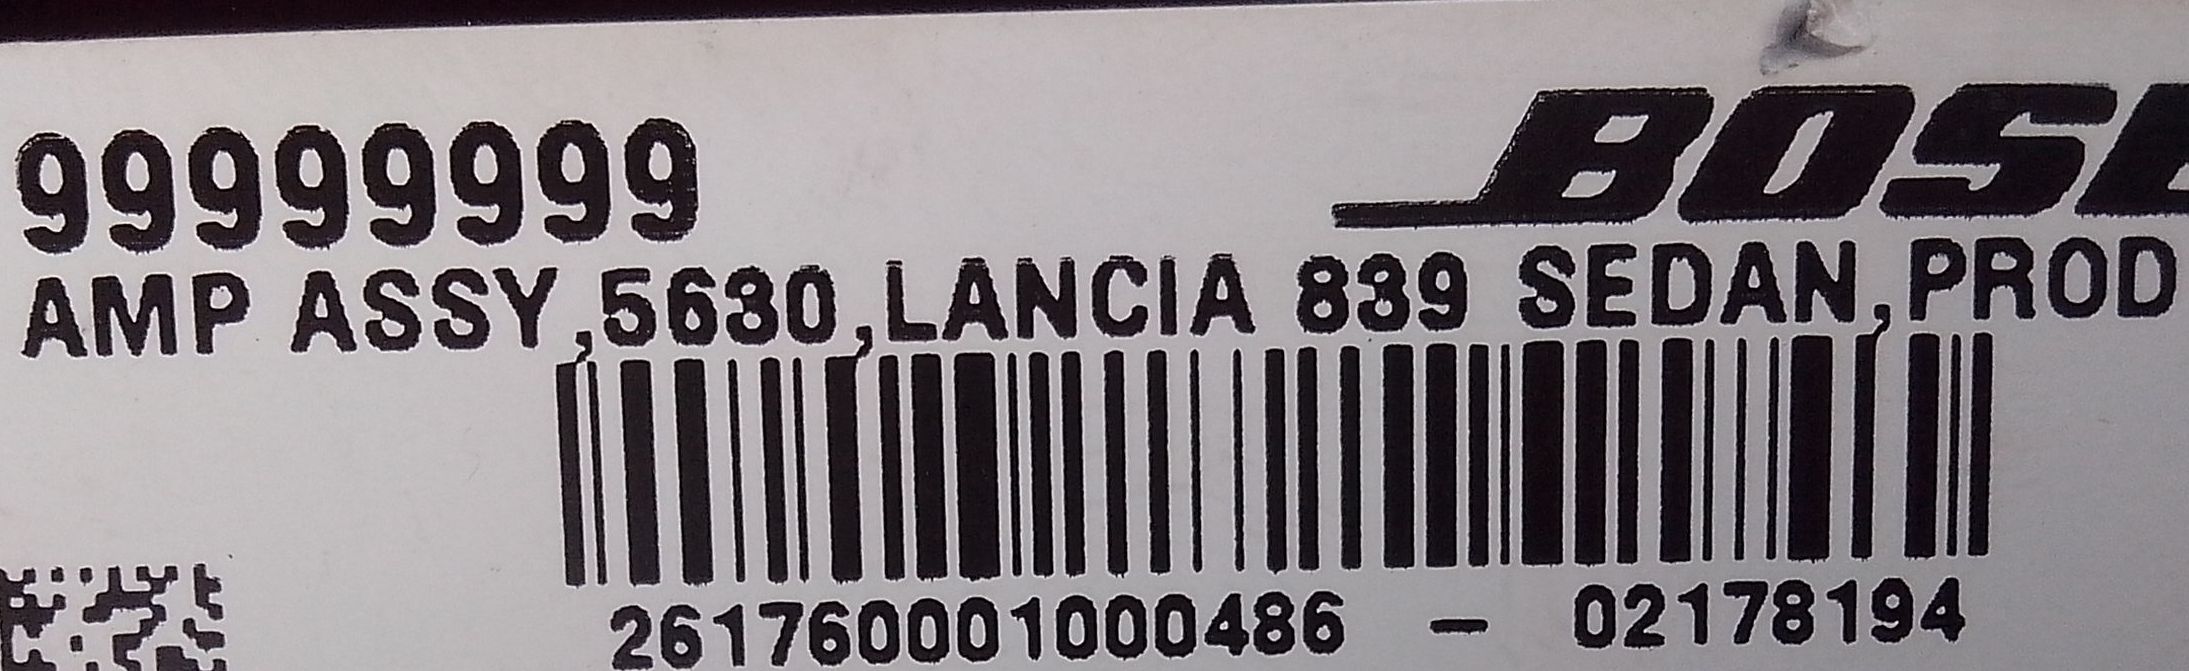 99999999
BOSE
AMP ASSY,5630,LANCIA 839 SEDAN,PROD
261760001000486 - 02178194